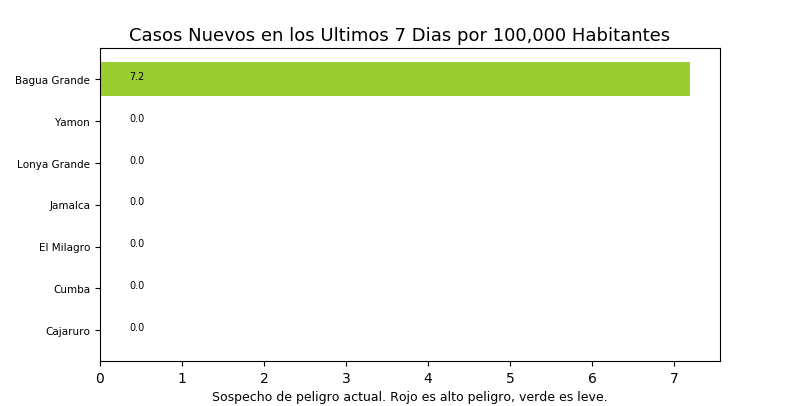 Casos Nuevos en los Ultimos 7 Dias por 100,000 Habitantes
Bagua Grande 7.2
Yamon 0.0
Lonya Grande 0.0
Jamalca 0.0
El Milagro 0.0
Cumba 0.0
Cajaruro 0.0
0 1 2 3 4 5 6 7
Sospecho de peligro actual. Rojo es alto peligro, verde es leve.